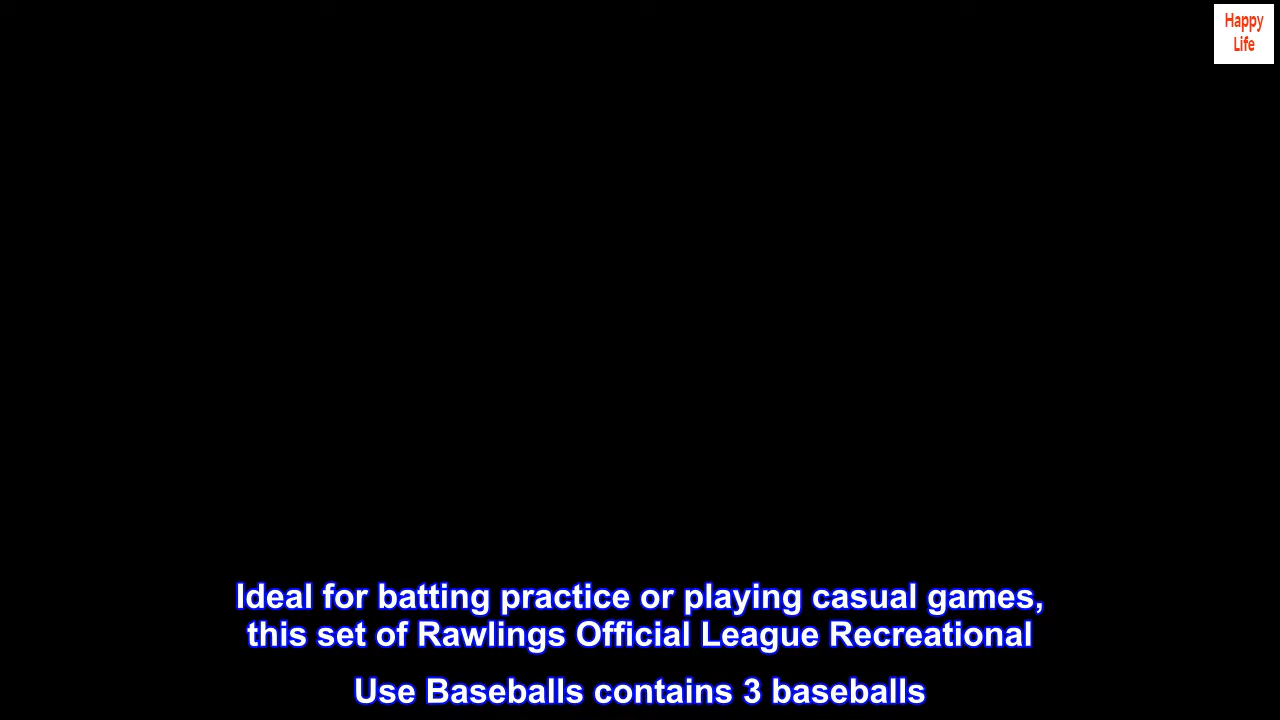 Happy
Life
Ideal for batting practice or playing casual games,
this set of Rawlings Official League Recreational
Use Baseballs contains 3 baseballs